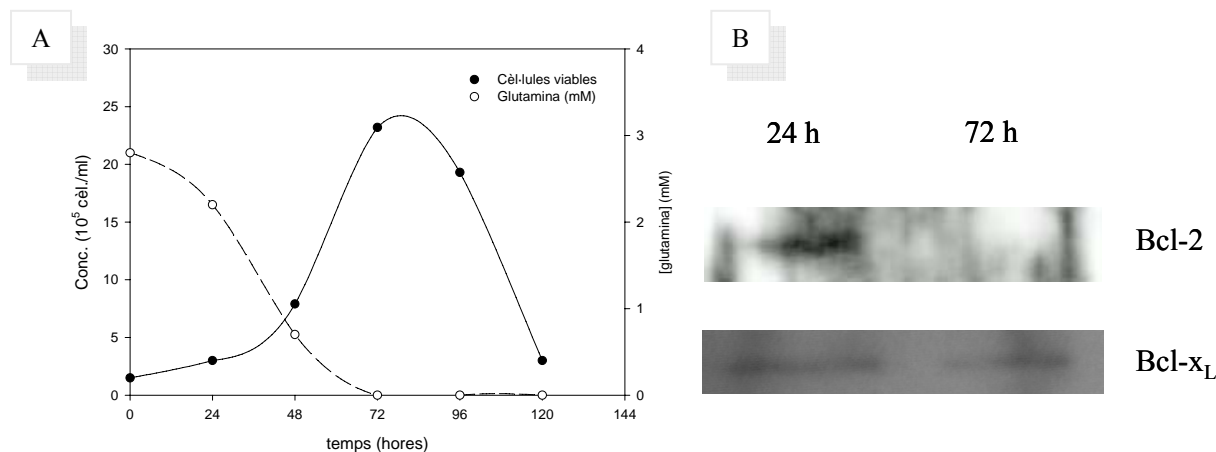 A
30
25
20
15
10
5
0
Conc. (10⁵ cèl./ml)
Cèl·lules viables
Glutamina (mM)
4
3
2
1
0
[glutamina] (mM)
0 24 48 72 96 120 144
temps (hores)
B
24 h 72 h
Bcl-2
Bcl-xL